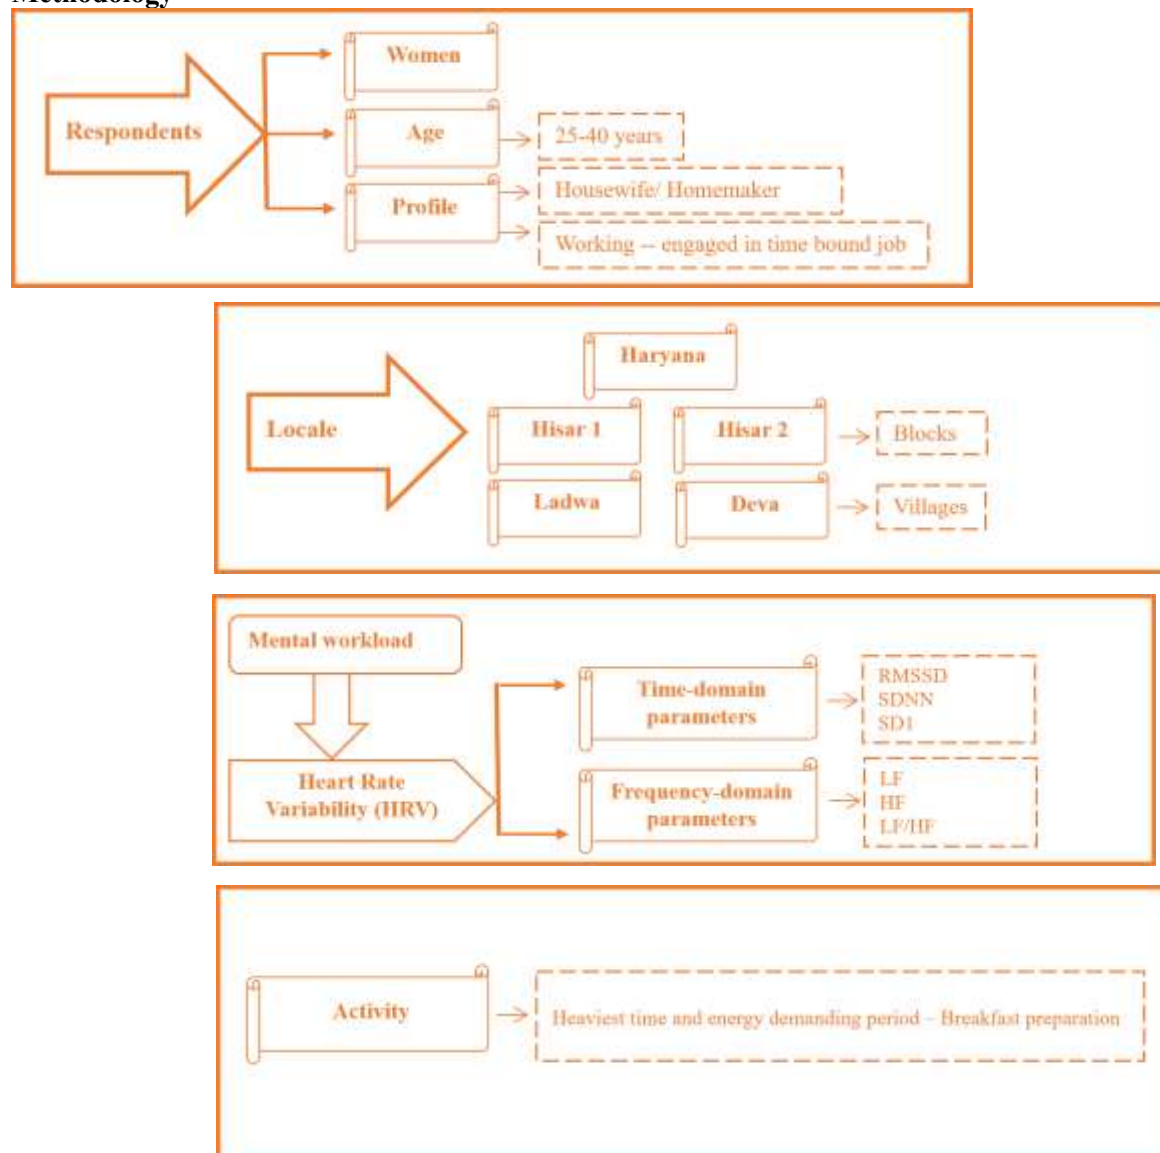 Methodology
Respondents
Women
Age
25-40 years
Profile
Housewife/ Homemaker
Working -- engaged in time bound job
Locale
Haryana
Hisar 1
Hisar 2
Blocks
Ladwa
Deva
Villages
Mental workload
Heart Rate
Variability (HRV)
Time-domain
parameters
RMSSD
SDNN
SD1
Frequency-domain
parameters
LF
HF
LF/HF
Activity
Heaviest time and energy demanding period – Breakfast preparation